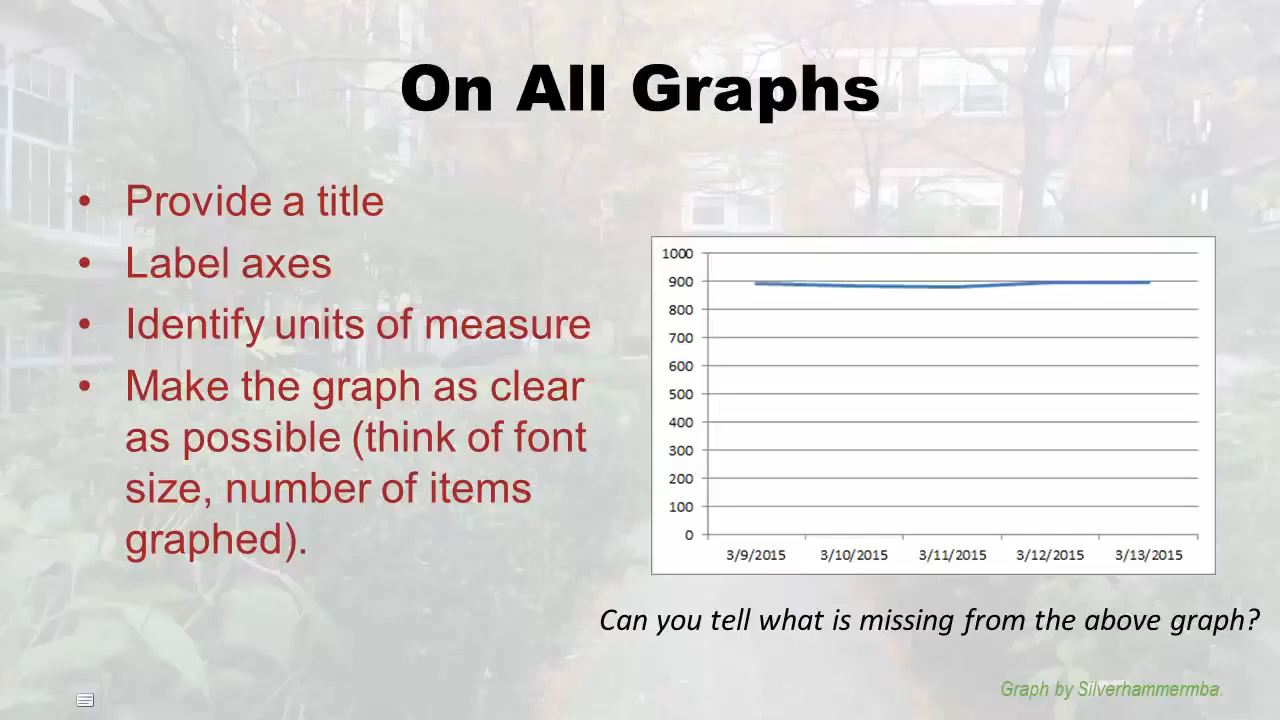 On All Graphs
• Provide a title
• Label axes
• Identify units of measure
• Make the graph as clear
as possible (think of font
size, number of items
graphed).
1000
900
800
700
600
500
400
300
200
100
0
3/9/2015 3/10/2015 3/11/2015 3/12/2015 3/13/2015
Can you tell what is missing from the above graph?
Graph by Silverhammermba.